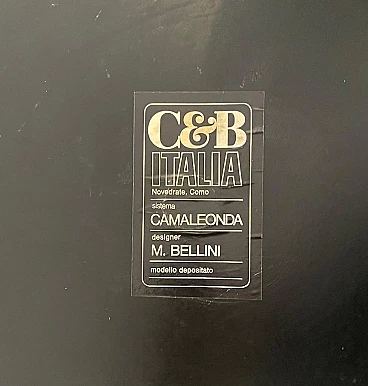 C&B
ITALIA
Novedrate, Como
sistema
CAMALEONDA
designer
M. BELLINI
modello depositato